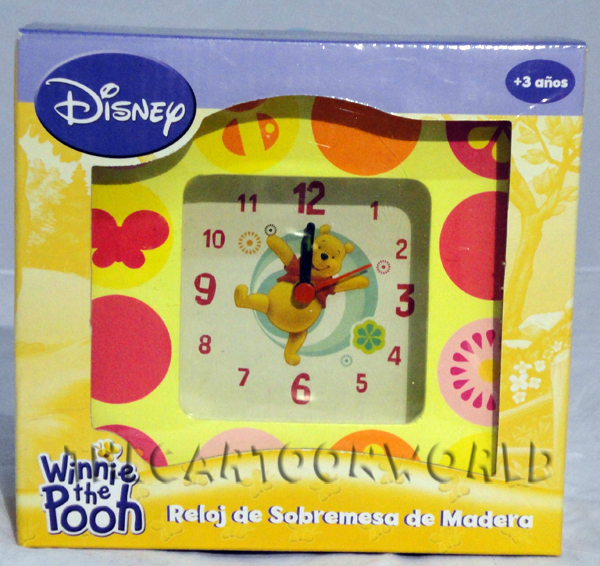 Disney
+3 años
11 12 1
10 2
9 3
8 4
7 6 5
THECARTOONWORLD
Winnie
the
Pooh
Reloj de Sobremesa de Madera